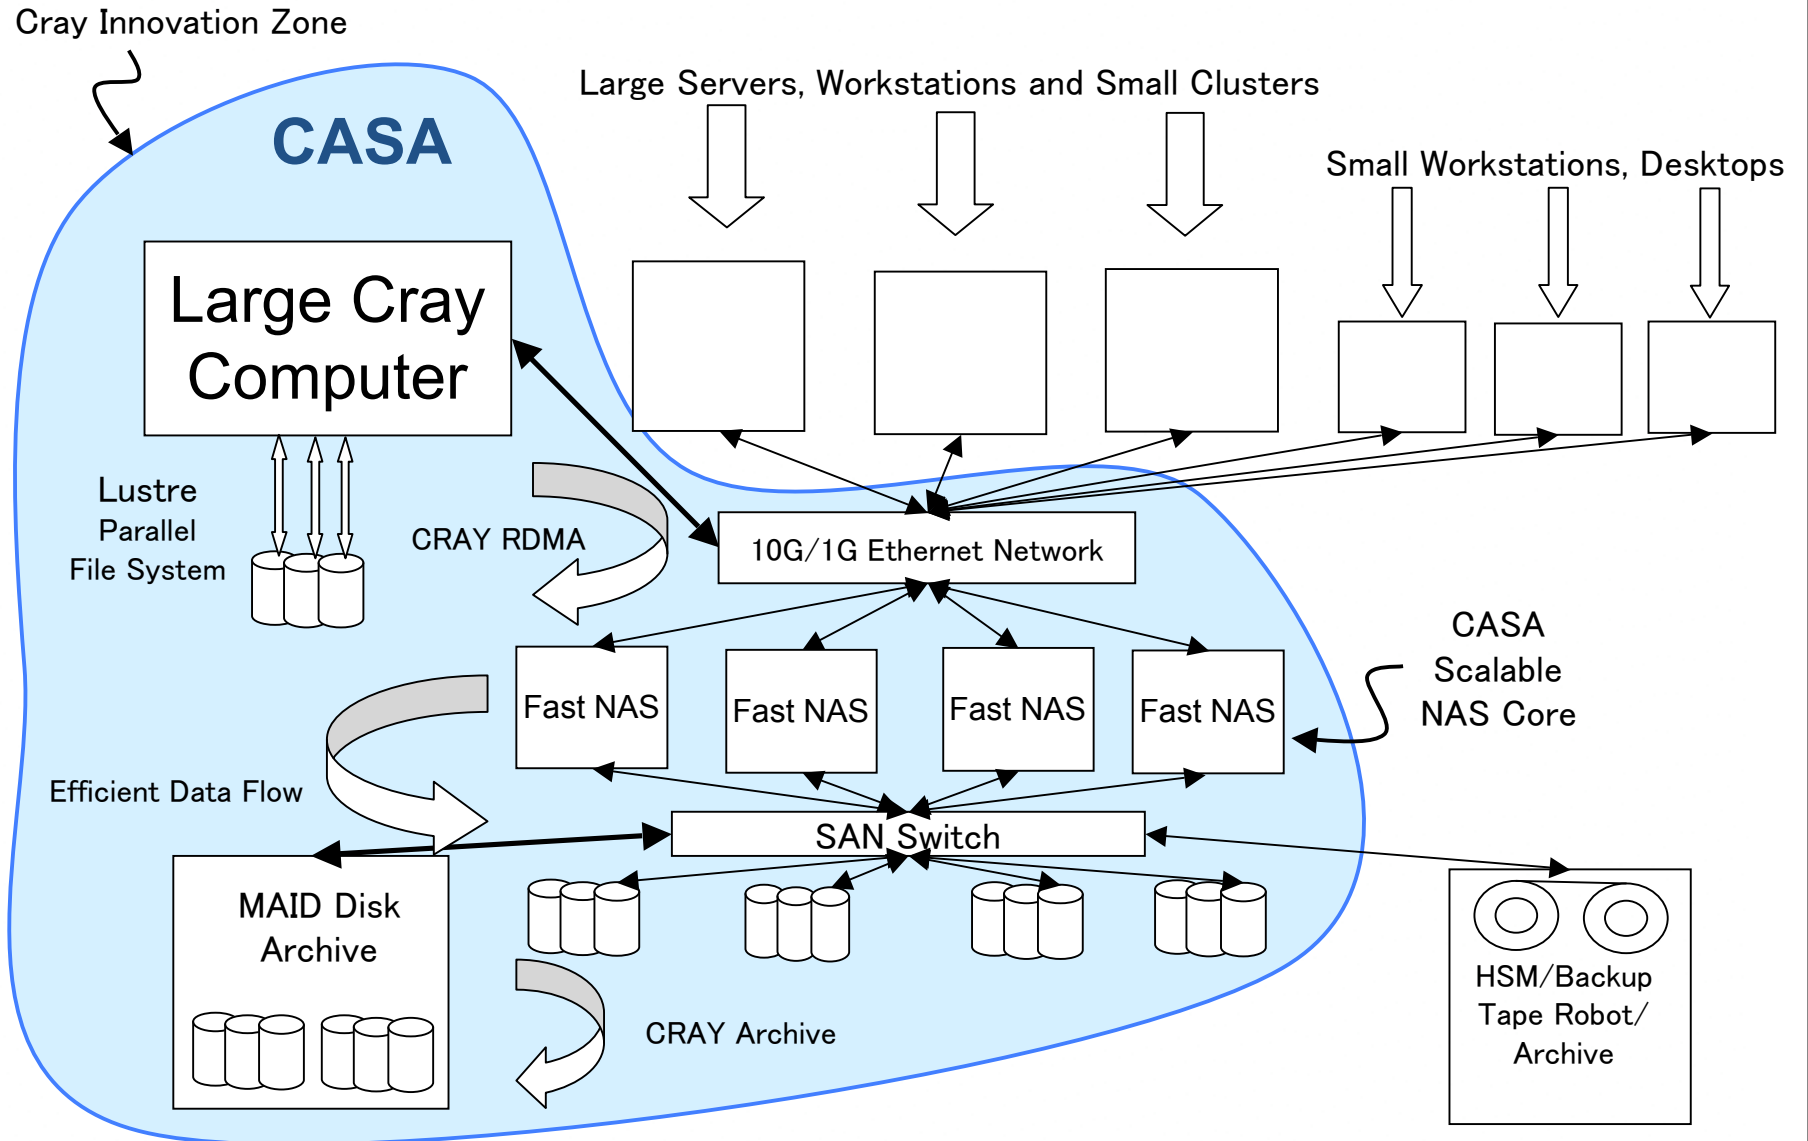 Cray Innovation Zone
CASA
Large Servers, Workstations and Small Clusters
Small Workstations, Desktops
Large Cray
Computer
Lustre
Parallel
File System
CRAY RDMA
10G/1G Ethernet Network
CASA
Scalable
NAS Core
Fast NAS
Fast NAS
Fast NAS
Fast NAS
Efficient Data Flow
SAN Switch
MAID Disk
Archive
CRAY Archive
HSM/Backup
Tape Robot/
Archive